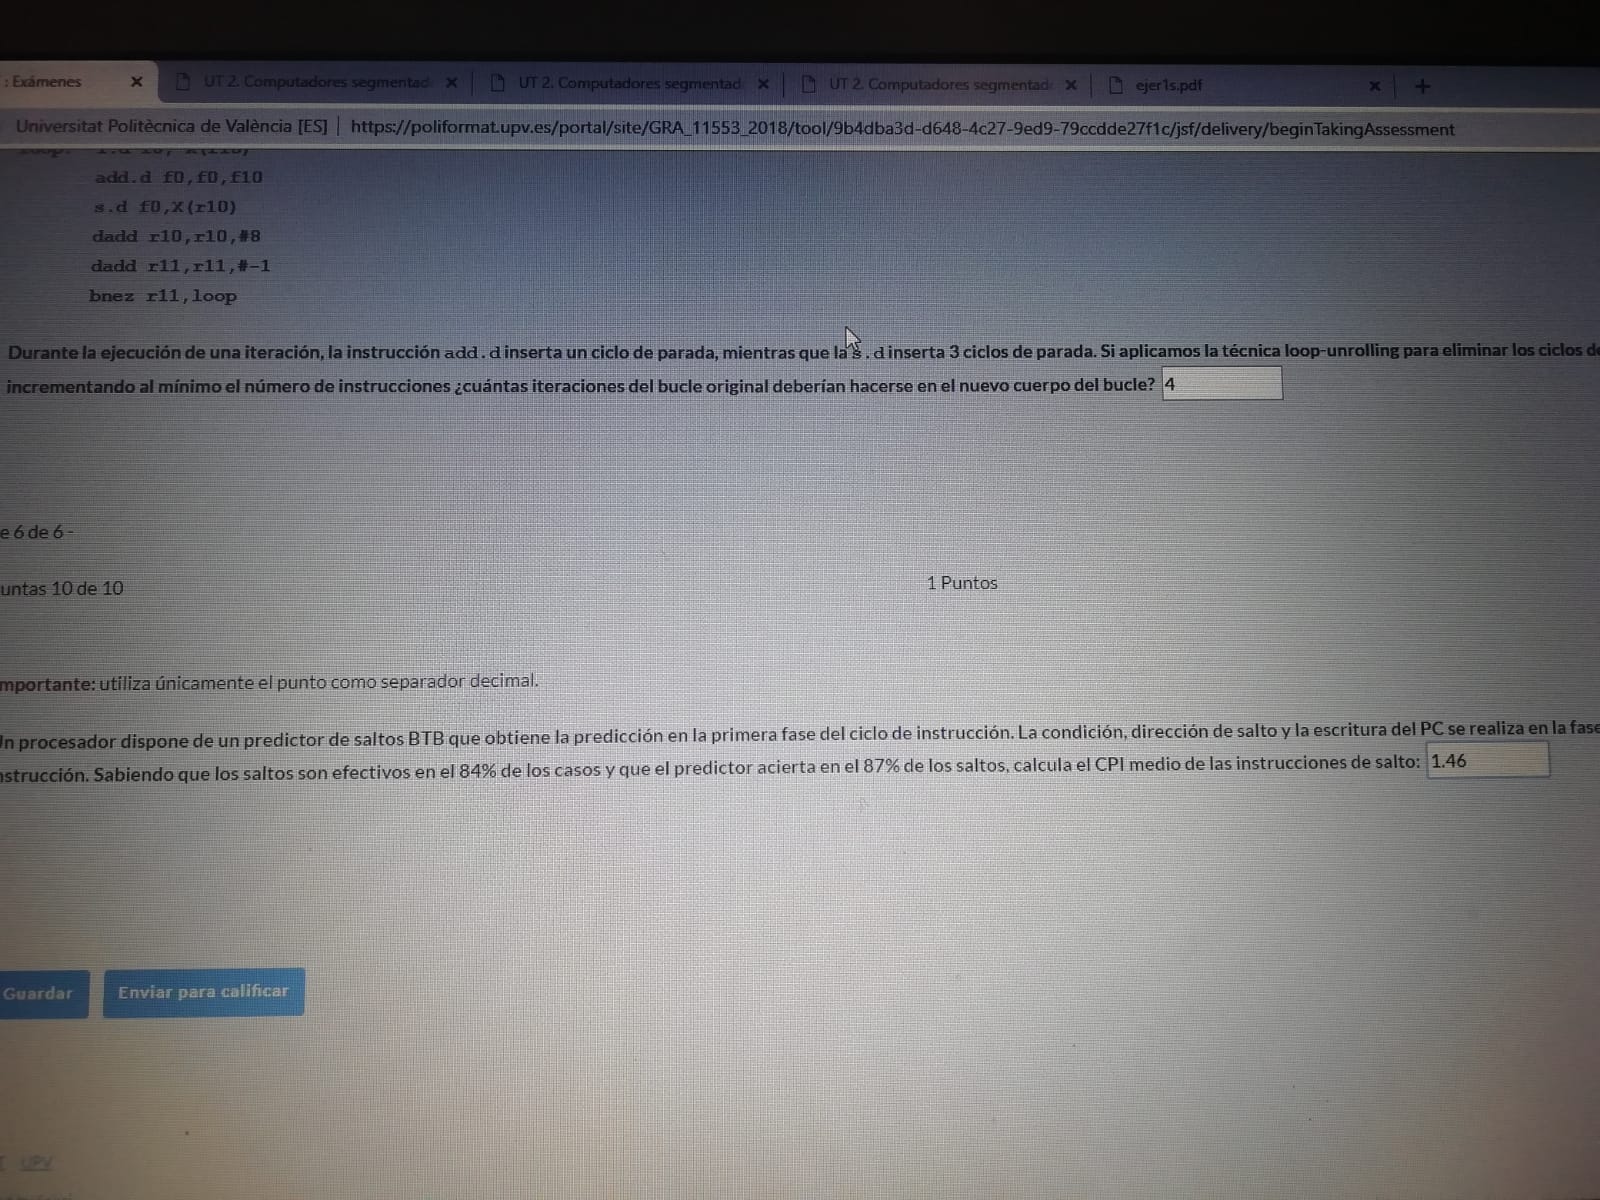 : Exámenes
UT 2. Computadores segmentad
UT 2. Computadores segmentad
UT 2. Computadores segmentad
ejer1s.pdf
Universitat Politècnica de València [ES] | https://poliformat.upv.es/portal/site/GRA_11553_2018/tool/9b4dba3d-d648-4c27-9ed9-79ccdde27f1c/jsf/delivery/beginTakingAssessment
add.d f0,f0,f10
s.d f0,X(r10)
dadd r10,r10,#8
dadd r11,r11,#-1
bnez r11,loop
Durante la ejecución de una iteración, la instrucción add.d inserta un ciclo de parada, mientras que la s.d inserta 3 ciclos de parada. Si aplicamos la técnica loop-unrolling para eliminar los ciclos de
incrementando al mínimo el número de instrucciones ¿cuántas iteraciones del bucle original deberían hacerse en el nuevo cuerpo del bucle? 4
e 6 de 6 -
untas 10 de 10
1 Puntos
mportante: utiliza únicamente el punto como separador decimal.
Un procesador dispone de un predictor de saltos BTB que obtiene la predicción en la primera fase del ciclo de instrucción. La condición, dirección de salto y la escritura del PC se realiza en la fase
nstrucción. Sabiendo que los saltos son efectivos en el 84% de los casos y que el predictor acierta en el 87% de los saltos, calcula el CPI medio de las instrucciones de salto: 1.46
Guardar
Enviar para calificar
UPV